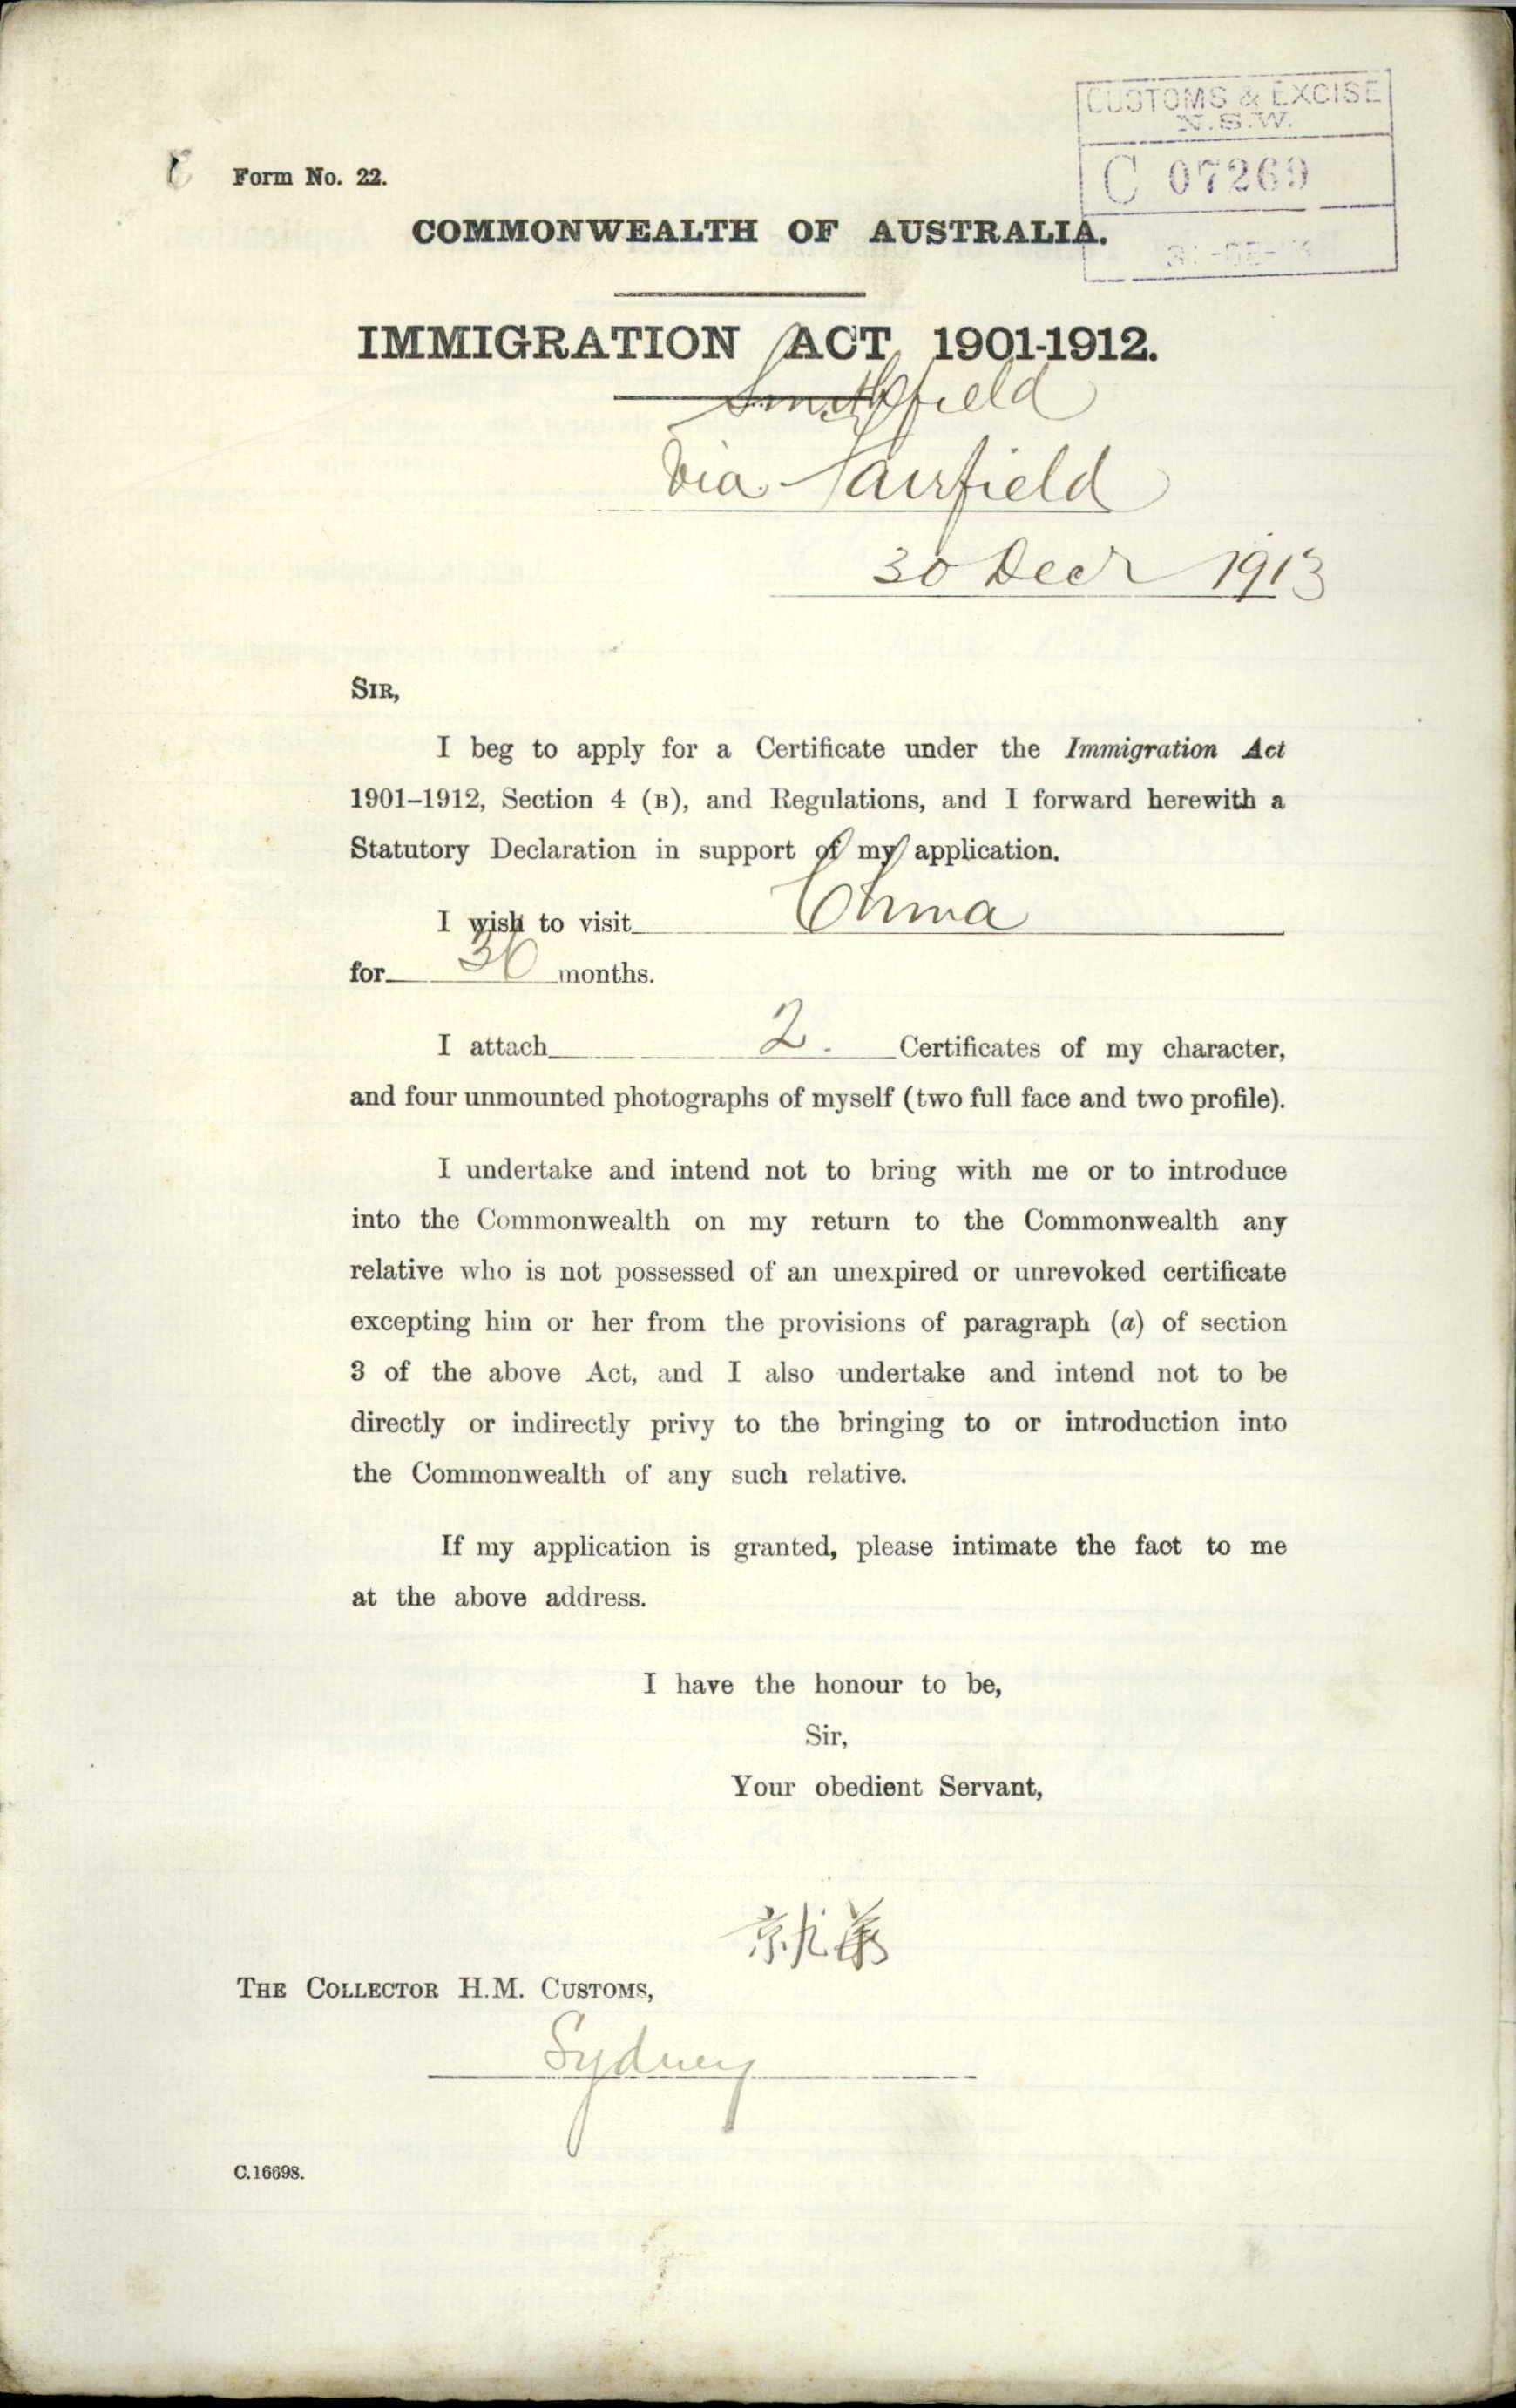 CUSTOMS & EXCISE
N.S.W.
C 07269
Form No. 22.
COMMONWEALTH OF AUSTRALIA.
IMMIGRATION ACT 1901-1912.
Smithfield
Via Fairfield
30 Decr 1913
SIR,
I beg to apply for a Certificate under the Immigration Act
1901–1912, Section 4 (B), and Regulations, and I forward herewith a
Statutory Declaration in support of my application.
I wish to visit China
for 36 months.
I attach 2. Certificates of my character,
and four unmounted photographs of myself (two full face and two profile).
I undertake and intend not to bring with me or to introduce
into the Commonwealth on my return to the Commonwealth any
relative who is not possessed of an unexpired or unrevoked certificate
excepting him or her from the provisions of paragraph (a) of section
3 of the above Act, and I also undertake and intend not to be
directly or indirectly privy to the bringing to or introduction into
the Commonwealth of any such relative.
If my application is granted, please intimate the fact to me
at the above address.
I have the honour to be,
Sir,
Your obedient Servant,
THE COLLECTOR H.M. CUSTOMS,
Sydney
C.16698.